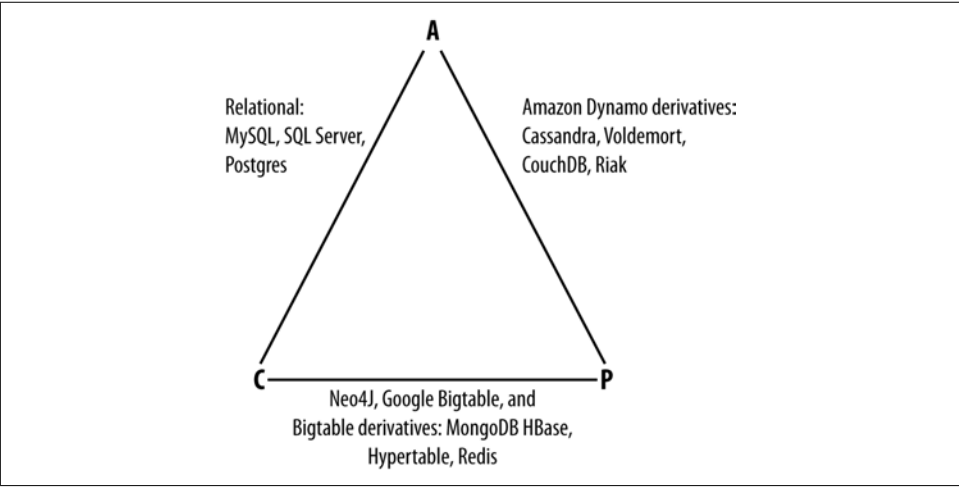 A
Relational:
MySQL, SQL Server,
Postgres
Amazon Dynamo derivatives:
Cassandra, Voldemort,
CouchDB, Riak
C
P
Neo4J, Google Bigtable, and
Bigtable derivatives: MongoDB HBase,
Hypertable, Redis